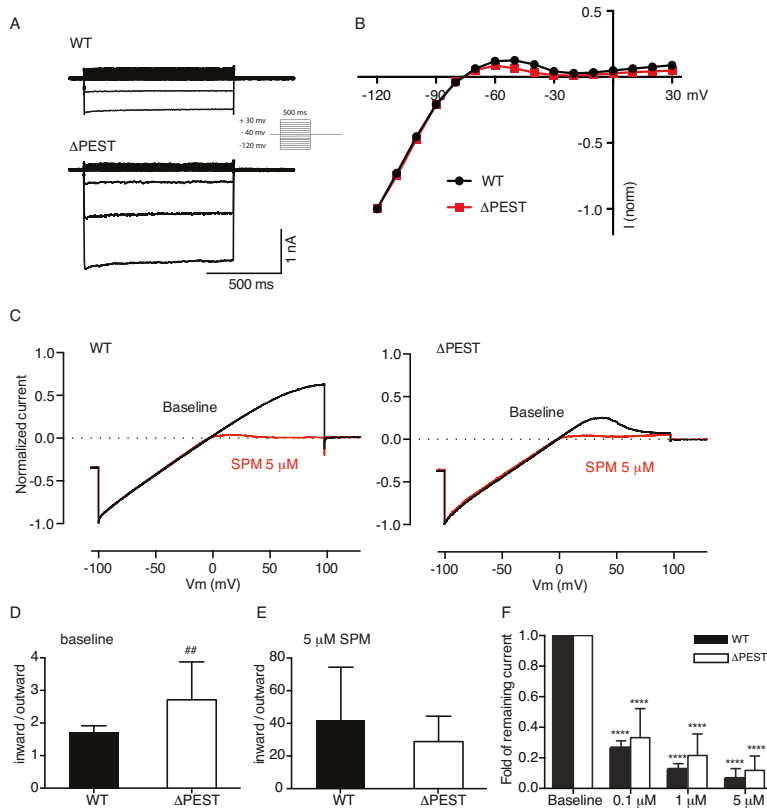 A
WT
500 ms
+ 30 mv
- 40 mv
-120 mv
ΔPEST
1 nA
500 ms
B
-120
-90
-60
-30
30 mV
0.5
-0.5
-1.0
I (norm)
WT
ΔPEST
C
WT
Normalized current
1.0
0.5
0.0
-0.5
-1.0
Baseline
SPM 5 μM
-100
-50
0
50
100
Vm (mV)
ΔPEST
1.0
0.5
0.0
-0.5
-1.0
Baseline
SPM 5 μM
-100
-50
0
50
100
Vm (mV)
D
baseline
inward / outward
4
3
2
1
0
##
WT
ΔPEST
E
5 μM SPM
inward / outward
80
60
40
20
0
WT
ΔPEST
F
Fold of remaining current
1.0
0.8
0.6
0.4
0.2
0.0
WT
ΔPEST
**** ****
**** ****
**** ****
Baseline
0.1 μM
1 μM
5 μM